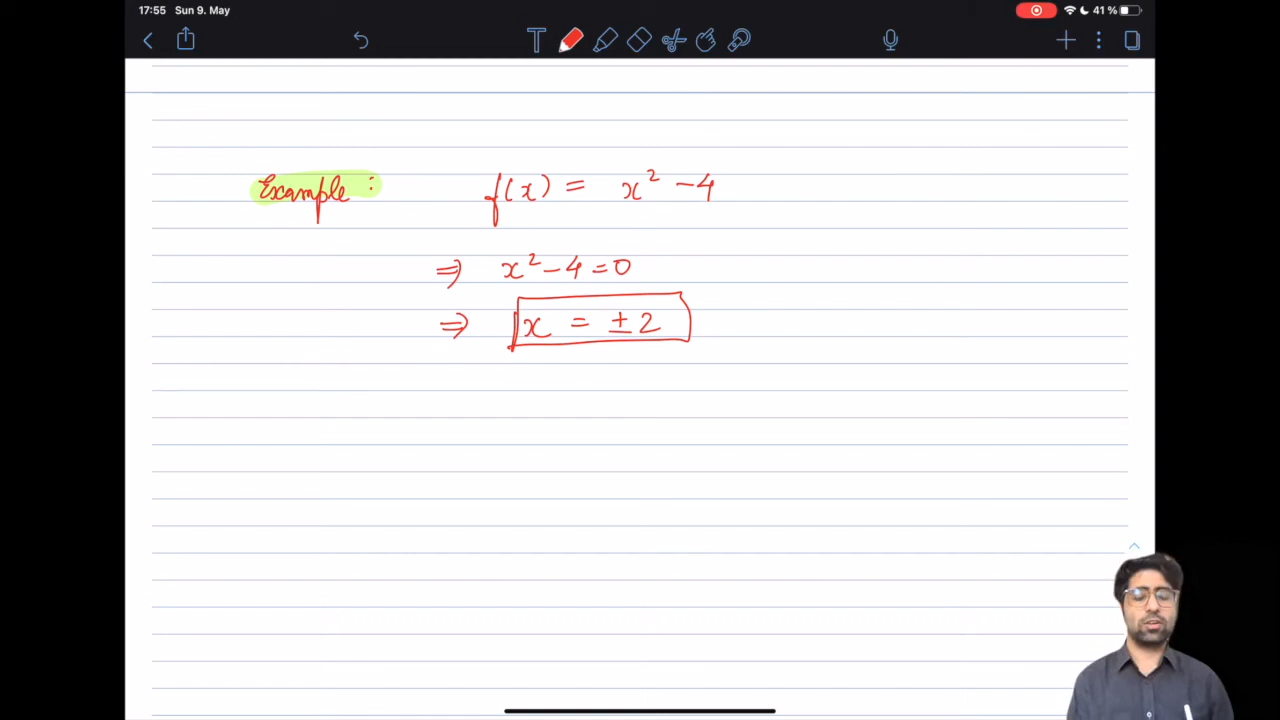 17:55 Sun 9. May 41 %
T
Example : f(x) = x² - 4
⇒ x² - 4 = 0
⇒ x = ± 2